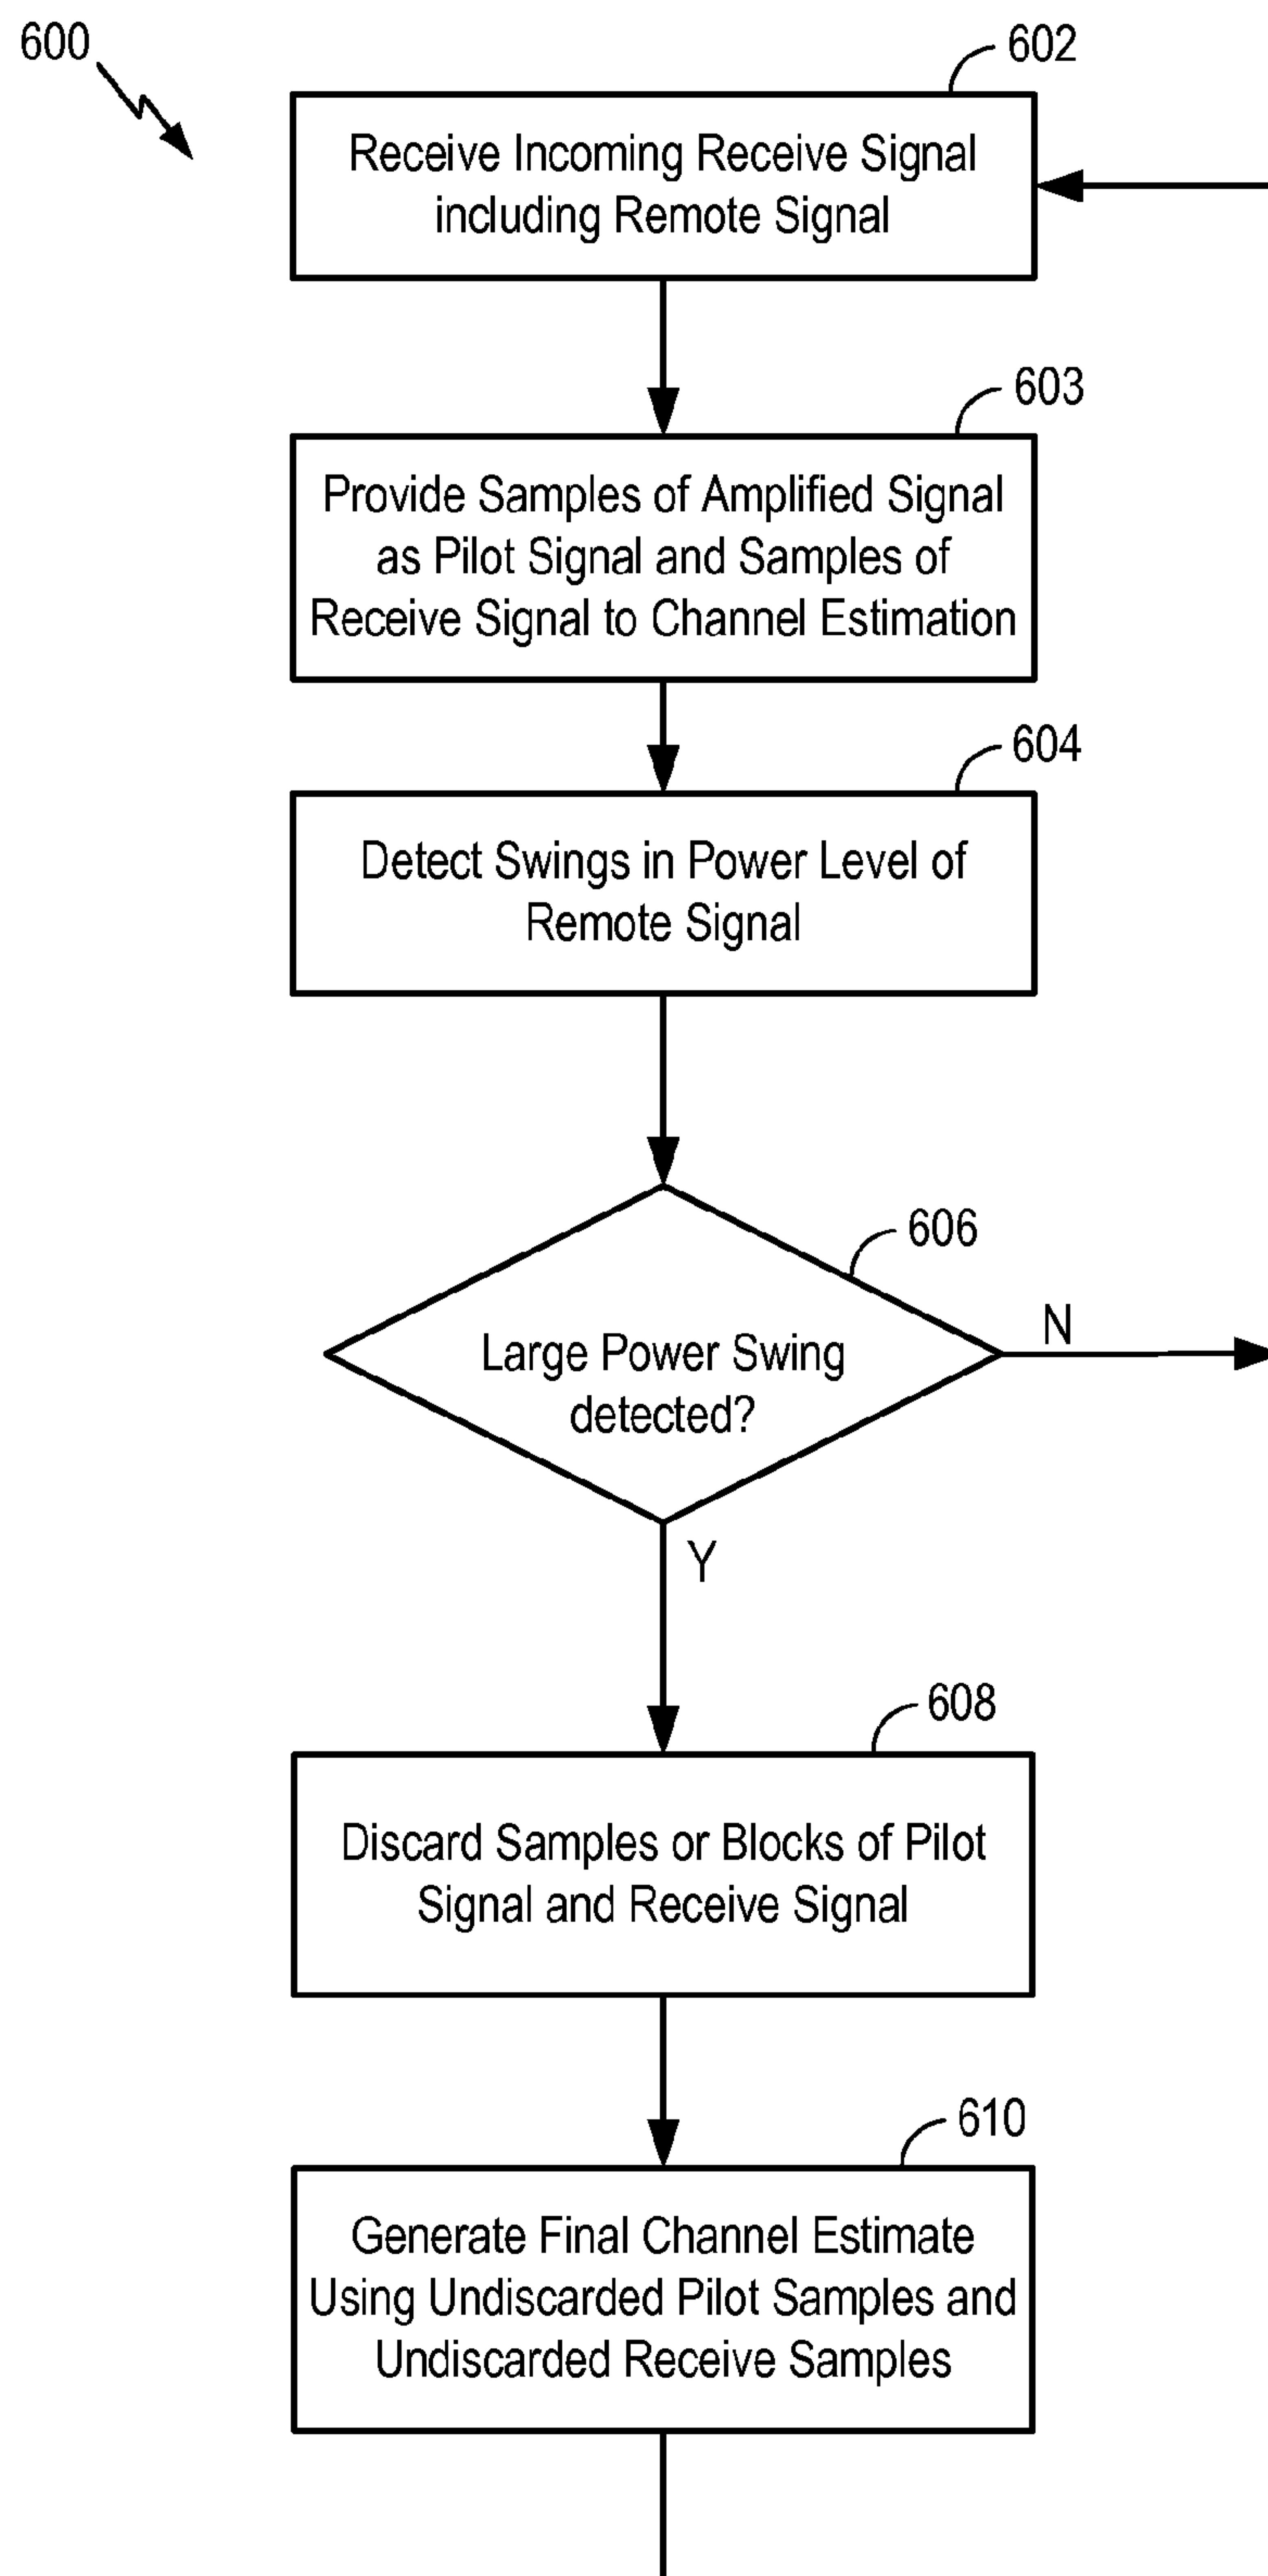 600
602
Receive Incoming Receive Signal
including Remote Signal
603
Provide Samples of Amplified Signal
as Pilot Signal and Samples of
Receive Signal to Channel Estimation
604
Detect Swings in Power Level of
Remote Signal
606
Large Power Swing
detected?
N
Y
608
Discard Samples or Blocks of Pilot
Signal and Receive Signal
610
Generate Final Channel Estimate
Using Undiscarded Pilot Samples and
Undiscarded Receive Samples